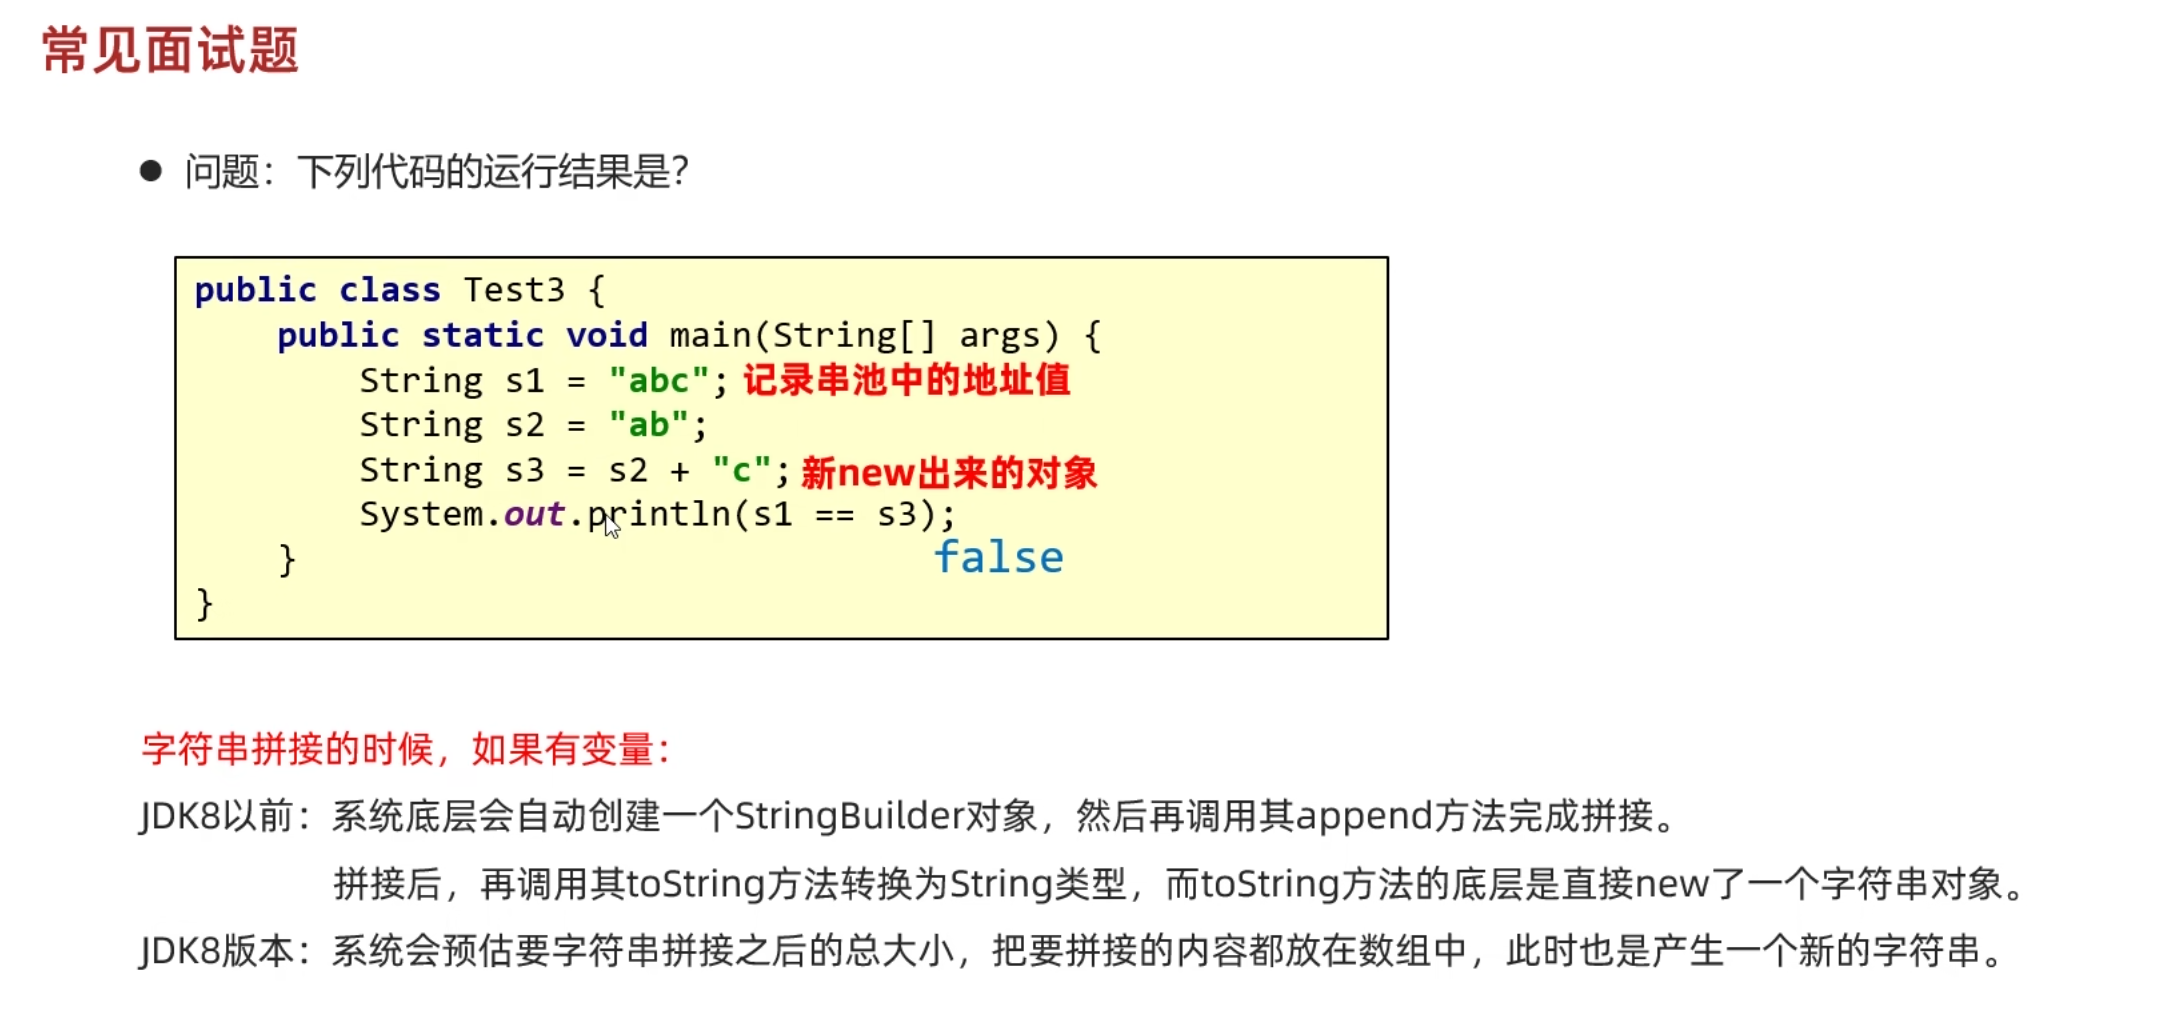 常见面试题
● 问题：下列代码的运行结果是？
public class Test3 {
    public static void main(String[] args) {
        String s1 = "abc"; 记录串池中的地址值
        String s2 = "ab";
        String s3 = s2 + "c"; 新new出来的对象
        System.out.println(s1 == s3);
    }
false
}
字符串拼接的时候，如果有变量：
JDK8以前：系统底层会自动创建一个StringBuilder对象，然后再调用其append方法完成拼接。
拼接后，再调用其toString方法转换为String类型，而toString方法的底层是直接new了一个字符串对象。
JDK8版本：系统会预估要字符串拼接之后的总大小，把要拼接的内容都放在数组中，此时也是产生一个新的字符串。